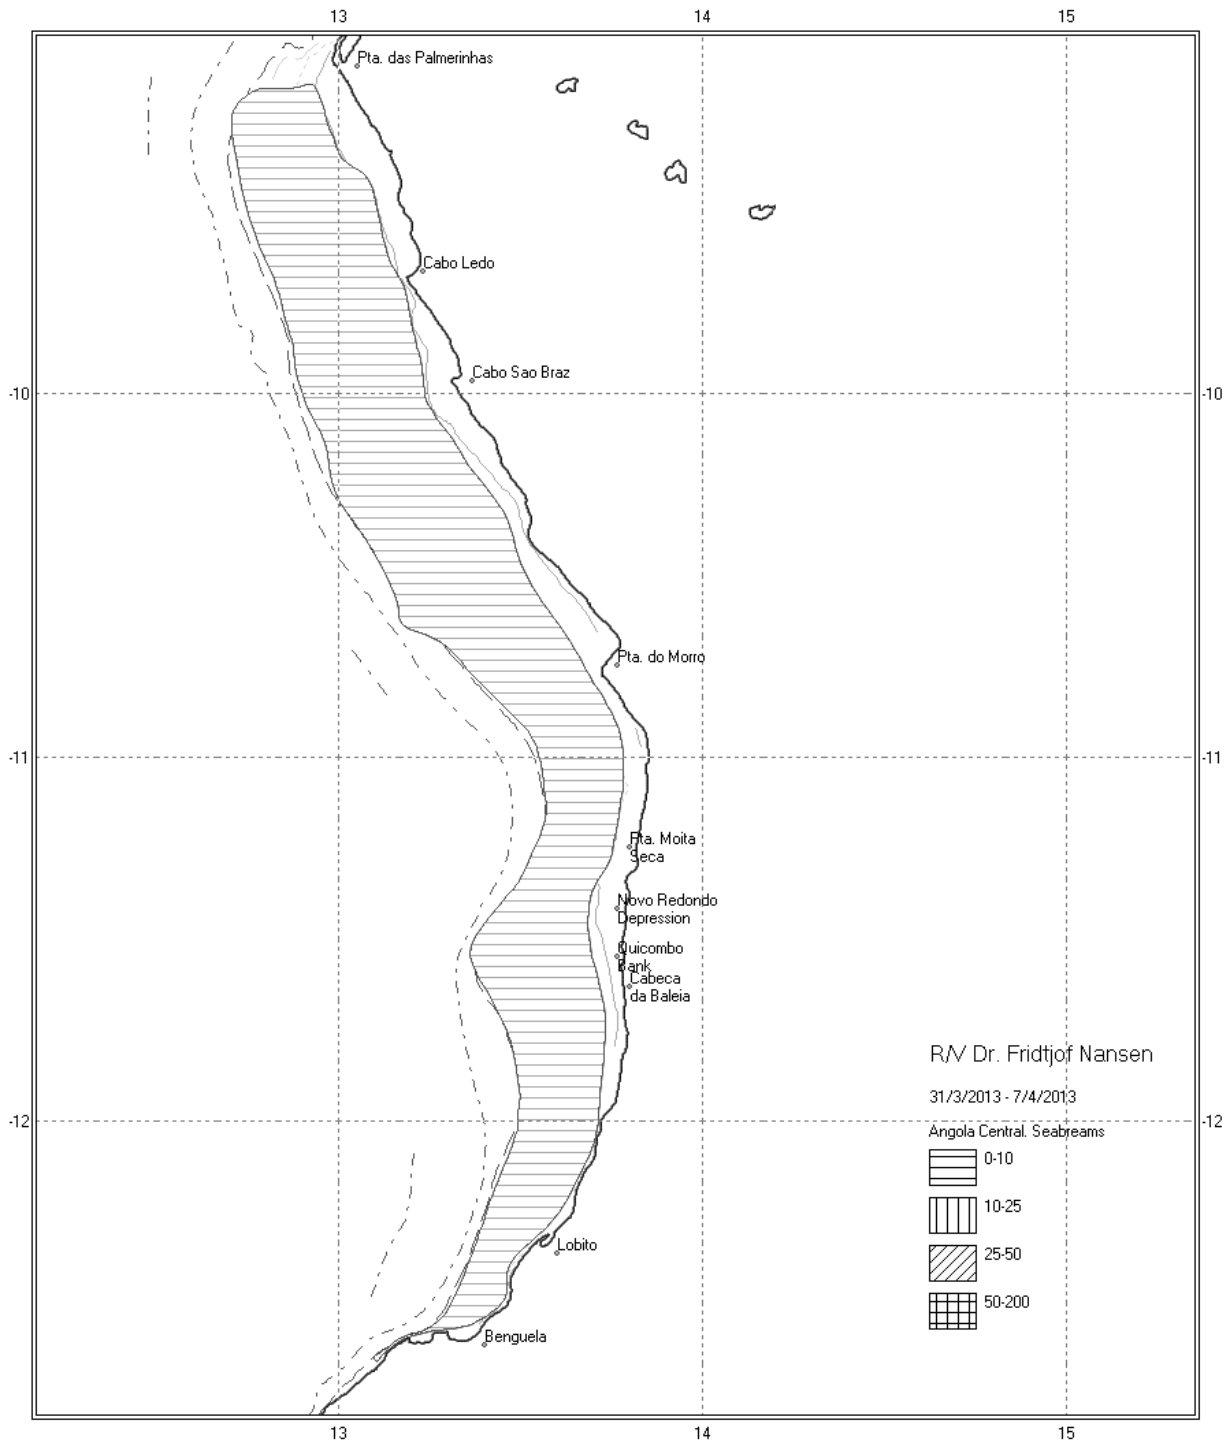 13 14 15
Pta. das Palmerinhas
Cabo Ledo
Cabo Sao Braz
-10 -10
Pta. do Morro
-11 -11
Pta. Moita
Seca
Novo Redondo
Depression
Quicombo
Bank
Cabeca
da Baleia
R/V Dr. Fridtjof Nansen
31/3/2013 - 7/4/2013
-12 -12
Angola Central. Seabreams
0-10
10-25
25-50
50-200
Lobito
Benguela
13 14 15